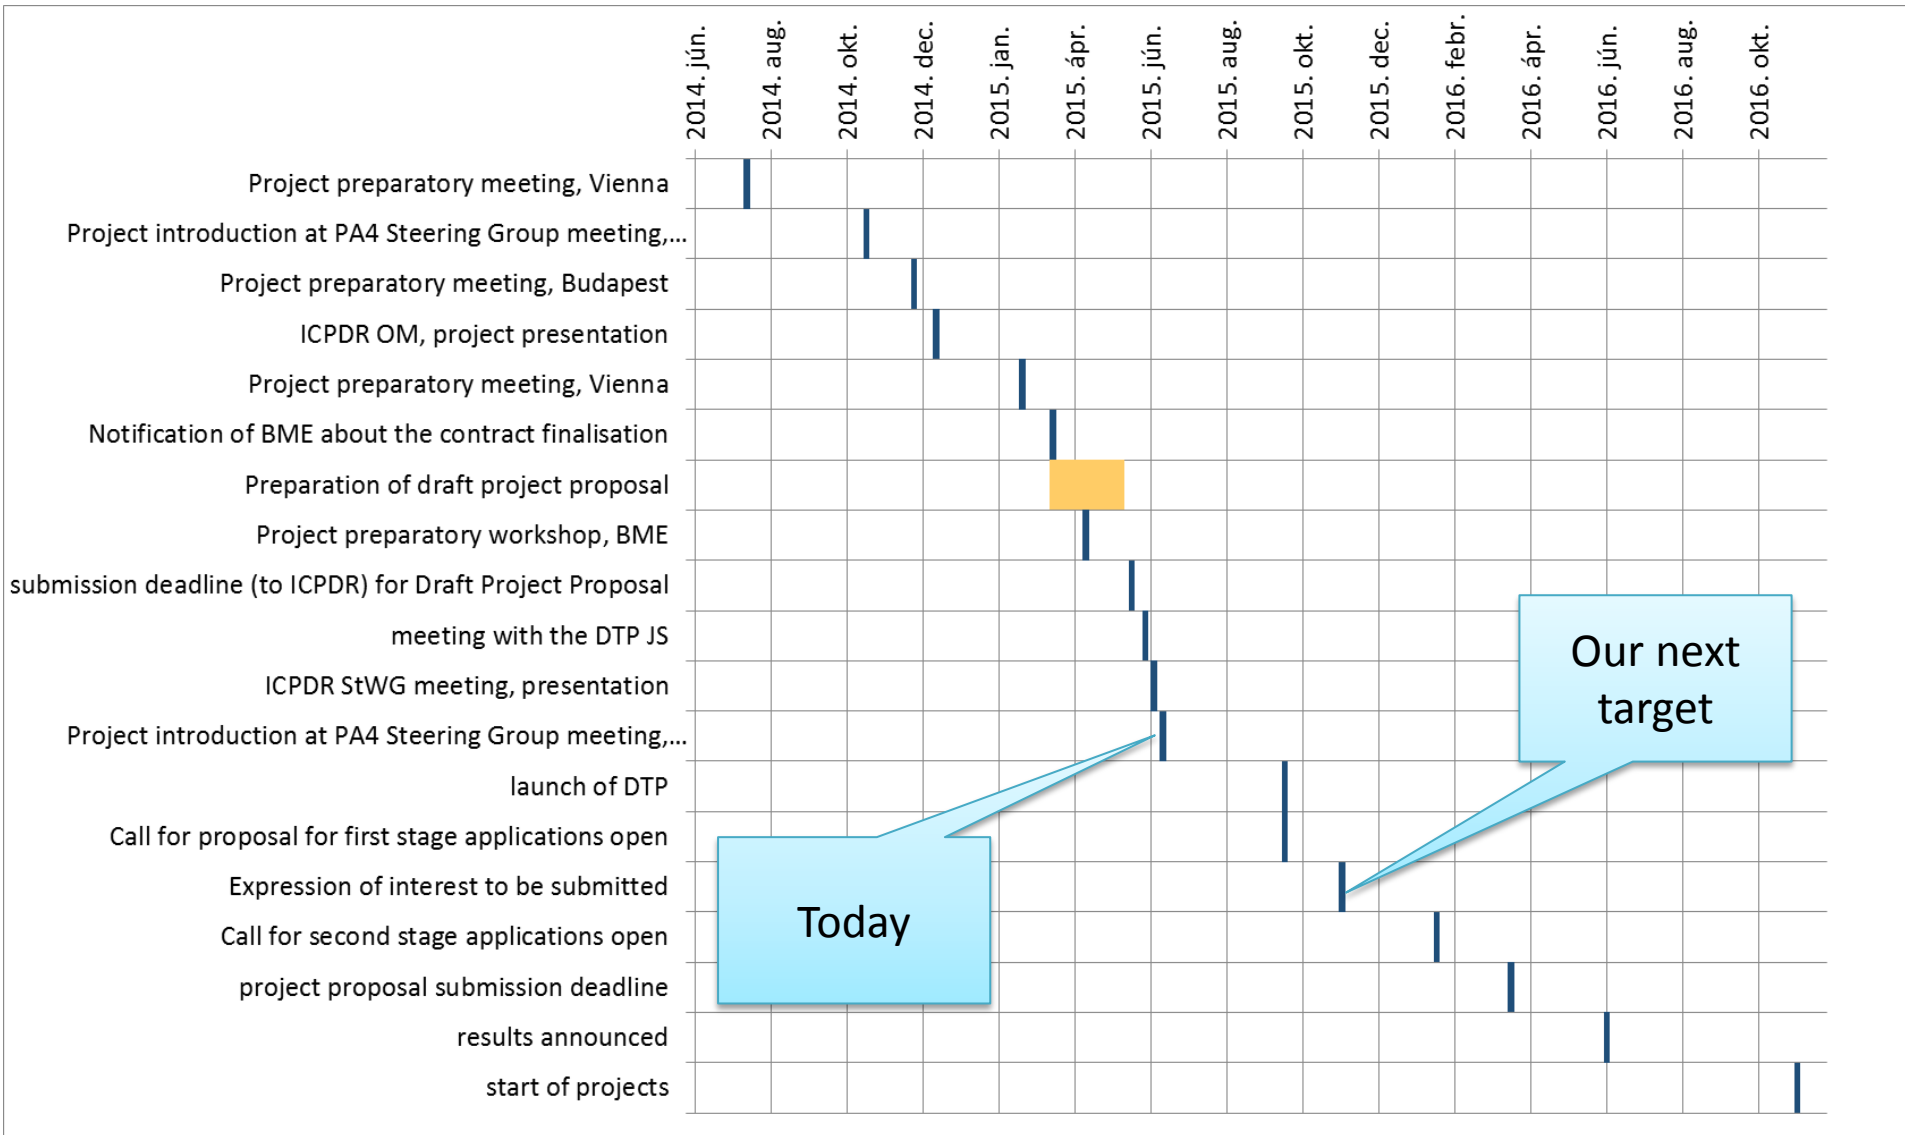 2014. jún.
2014. aug.
2014. okt.
2014. dec.
2015. jan.
2015. ápr.
2015. jún.
2015. aug.
2015. okt.
2015. dec.
2016. febr.
2016. ápr.
2016. jún.
2016. aug.
2016. okt.
Project preparatory meeting, Vienna
Project introduction at PA4 Steering Group meeting,...
Project preparatory meeting, Budapest
ICPDR OM, project presentation
Project preparatory meeting, Vienna
Notification of BME about the contract finalisation
Preparation of draft project proposal
Project preparatory workshop, BME
submission deadline (to ICPDR) for Draft Project Proposal
meeting with the DTP JS
ICPDR StWG meeting, presentation
Project introduction at PA4 Steering Group meeting,...
launch of DTP
Call for proposal for first stage applications open
Expression of interest to be submitted
Call for second stage applications open
project proposal submission deadline
results announced
start of projects
Our next
target
Today